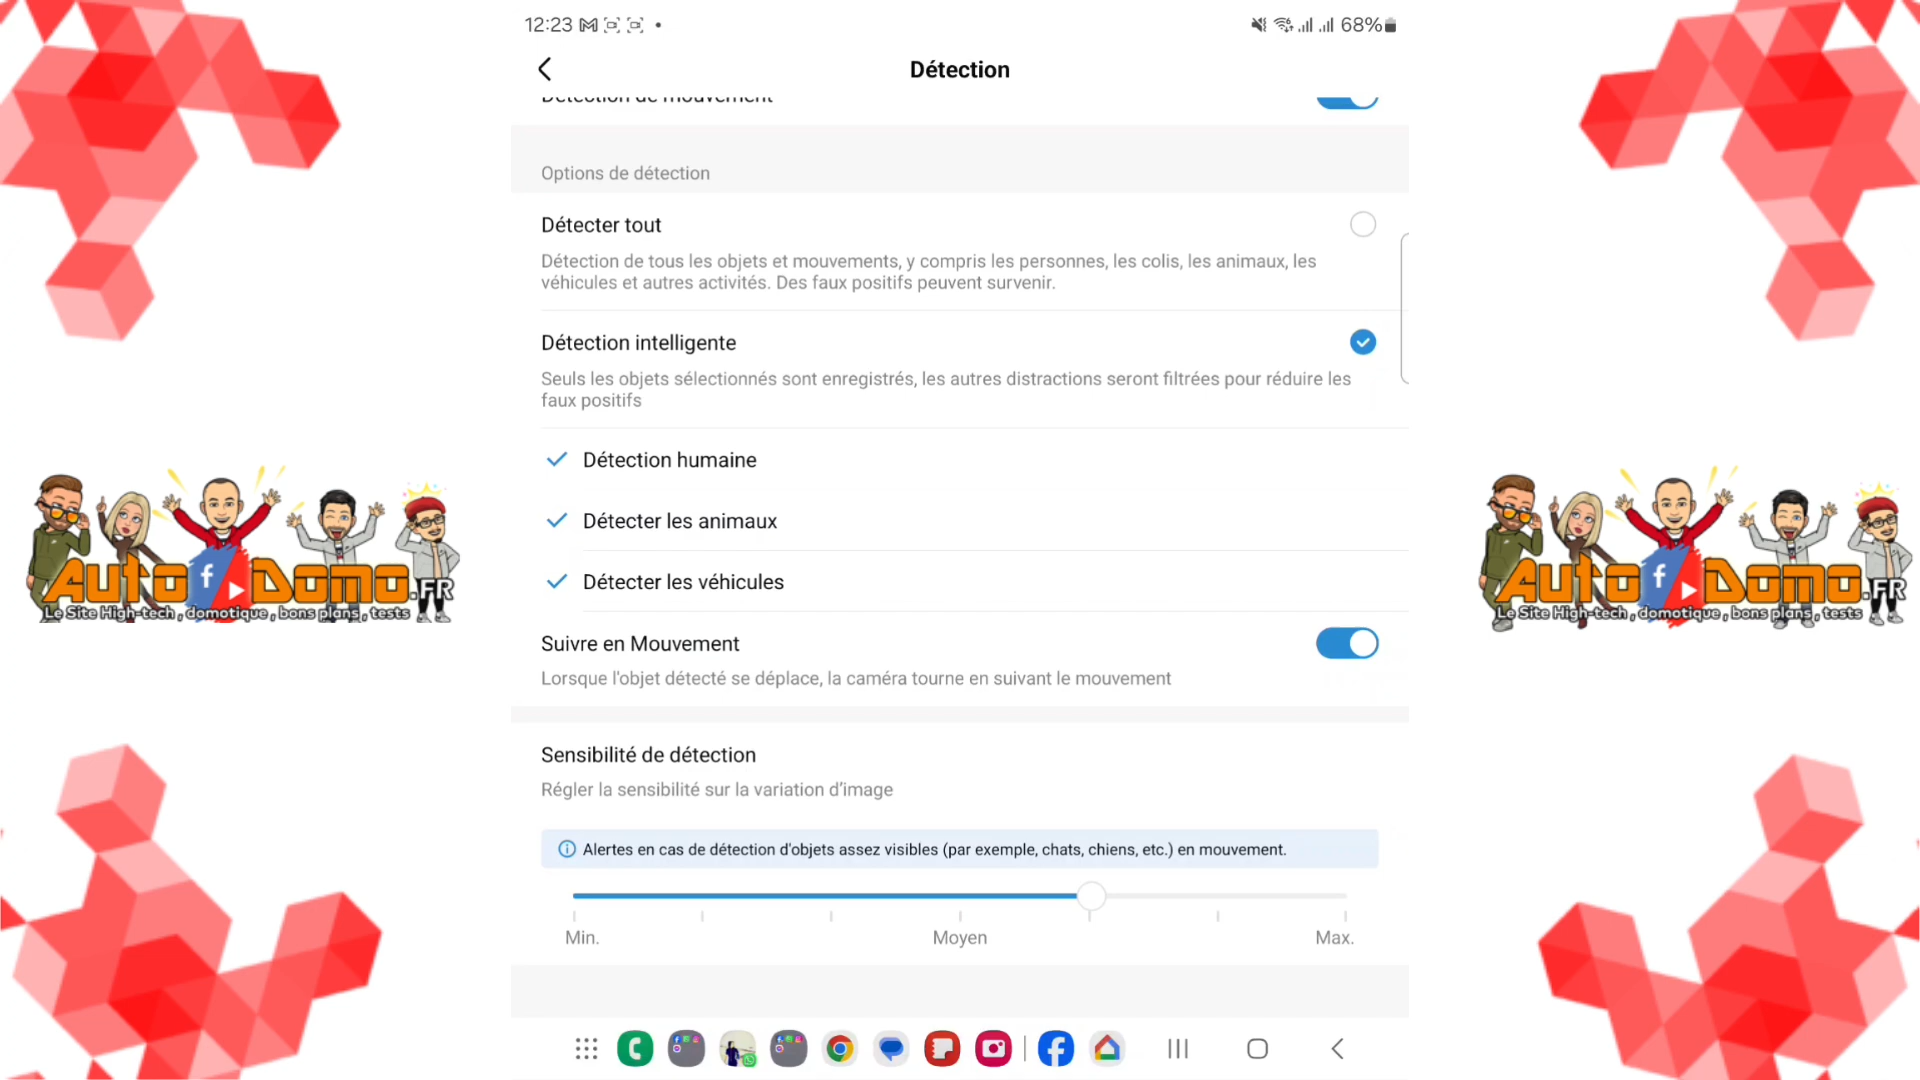 12:23
68%
Détection
Détection de mouvement
Options de détection
Détecter tout
Détection de tous les objets et mouvements, y compris les personnes, les colis, les animaux, les
véhicules et autres activités. Des faux positifs peuvent survenir.
Détection intelligente
Seuls les objets sélectionnés sont enregistrés, les autres distractions seront filtrées pour réduire les
faux positifs
Détection humaine
Détecter les animaux
Détecter les véhicules
Suivre en Mouvement
Lorsque l'objet détecté se déplace, la caméra tourne en suivant le mouvement
Sensibilité de détection
Régler la sensibilité sur la variation d’image
Alertes en cas de détection d'objets assez visibles (par exemple, chats, chiens, etc.) en mouvement.
Min. Moyen Max.
AutoDomo.FR
Le Site High-tech, domotique, bons plans, tests
AutoDomo.FR
Le Site High-tech, domotique, bons plans, tests